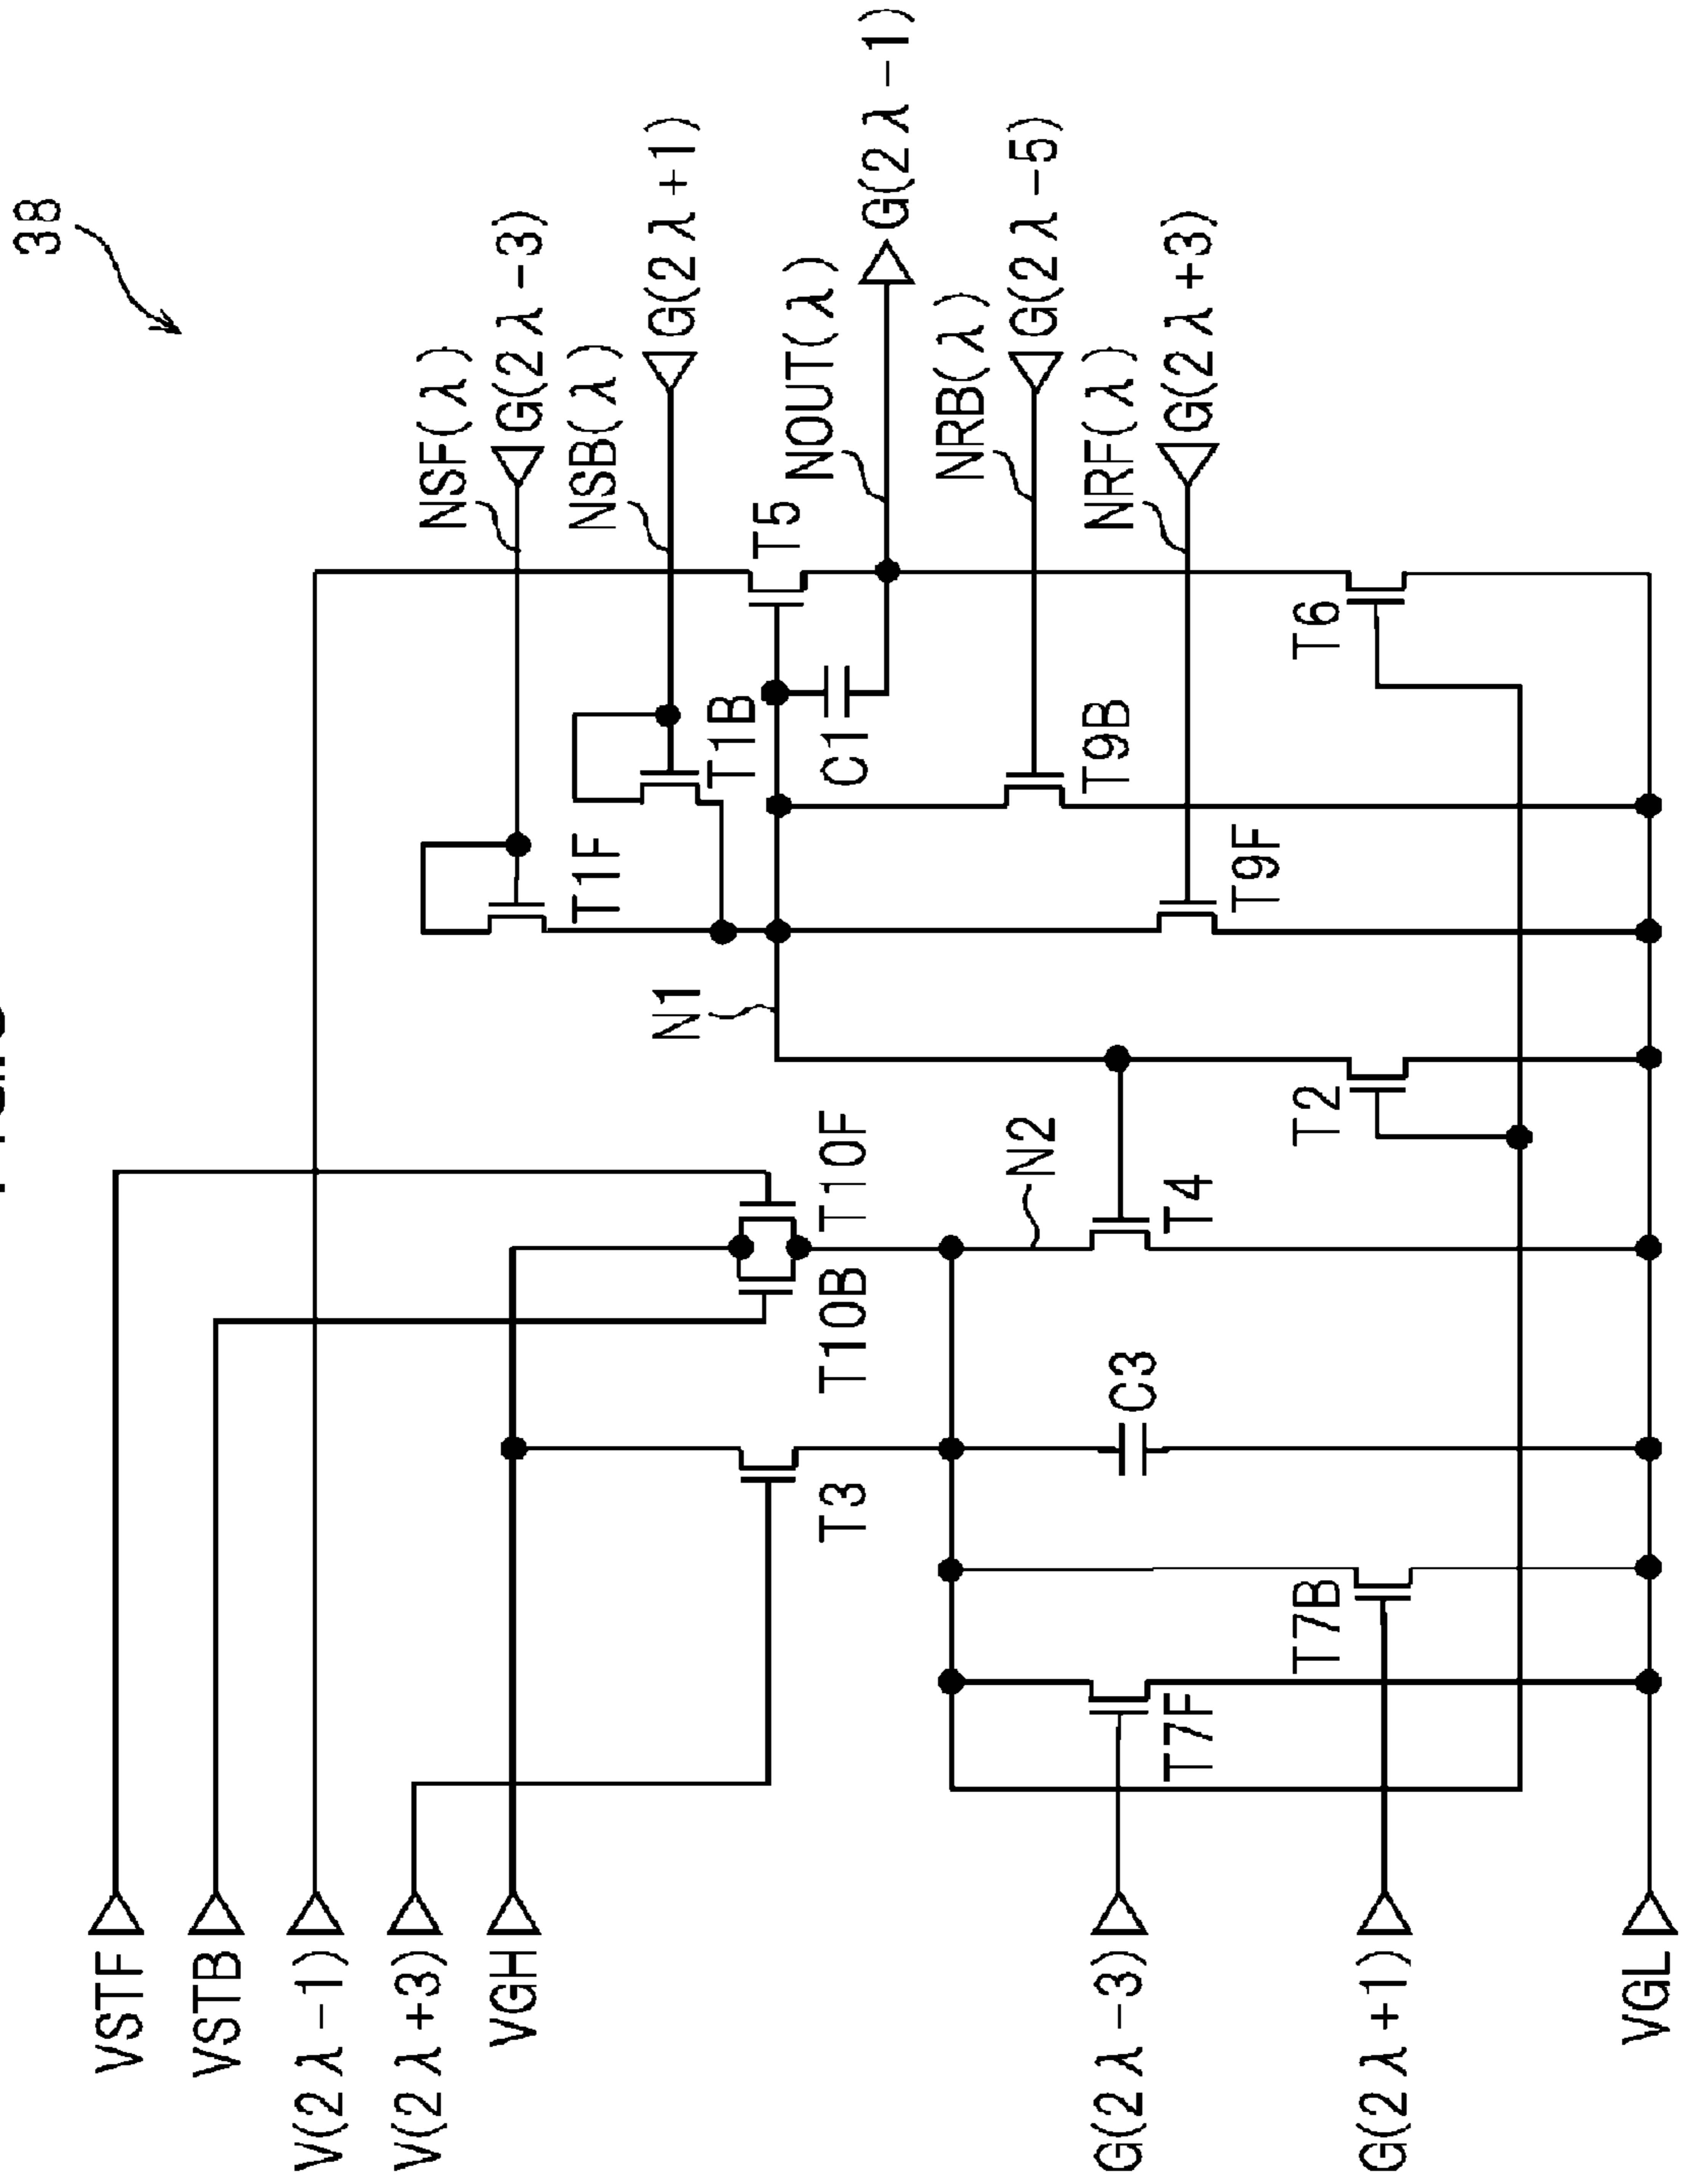 38
VSTF
VSTB
V(2λ-1)
V(2λ+3)
VGH
G(2λ-3)
G(2λ+1)
VGL
NSF(λ)
G(2λ-3)
NSB(λ)
G(2λ+1)
NOUT(λ)
G(2λ-1)
NRB(λ)
G(2λ-5)
NRF(λ)
G(2λ+3)
T1F
T1B
T5
C1
N1
T9B
T9F
T6
T10F
T10B
T3
N2
T4
T2
C3
T7B
T7F